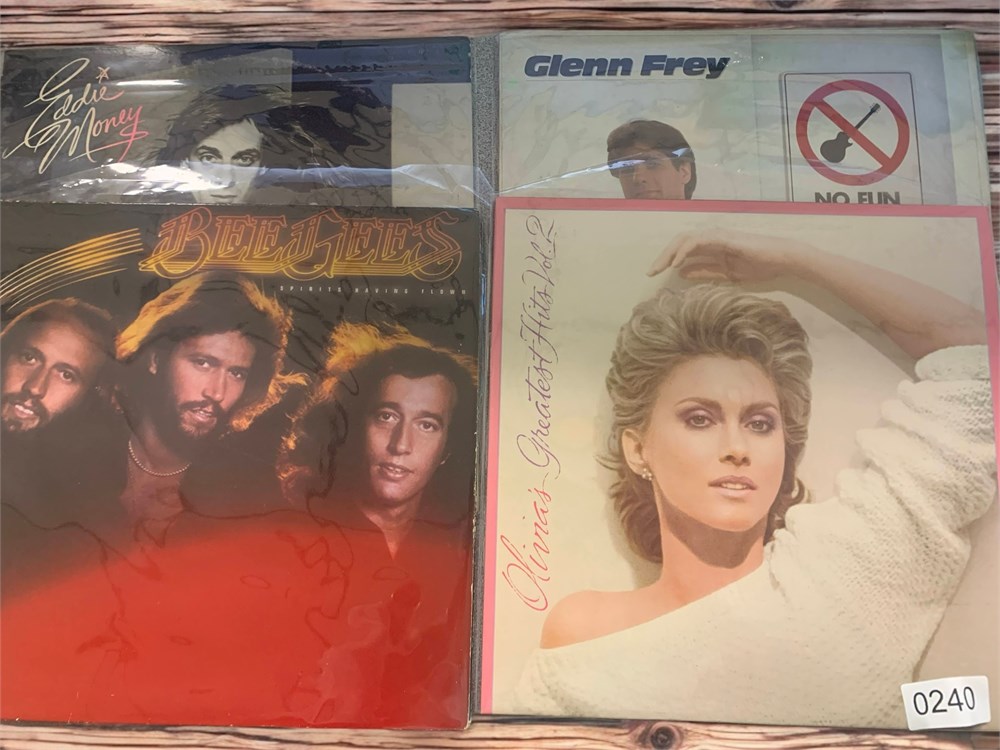 Eddie
Money
Glenn Frey
NO FUN
BEE GEES
SPIRITS HAVING FLOWN
Olivia's Greatest Hits Vol. 2
0240